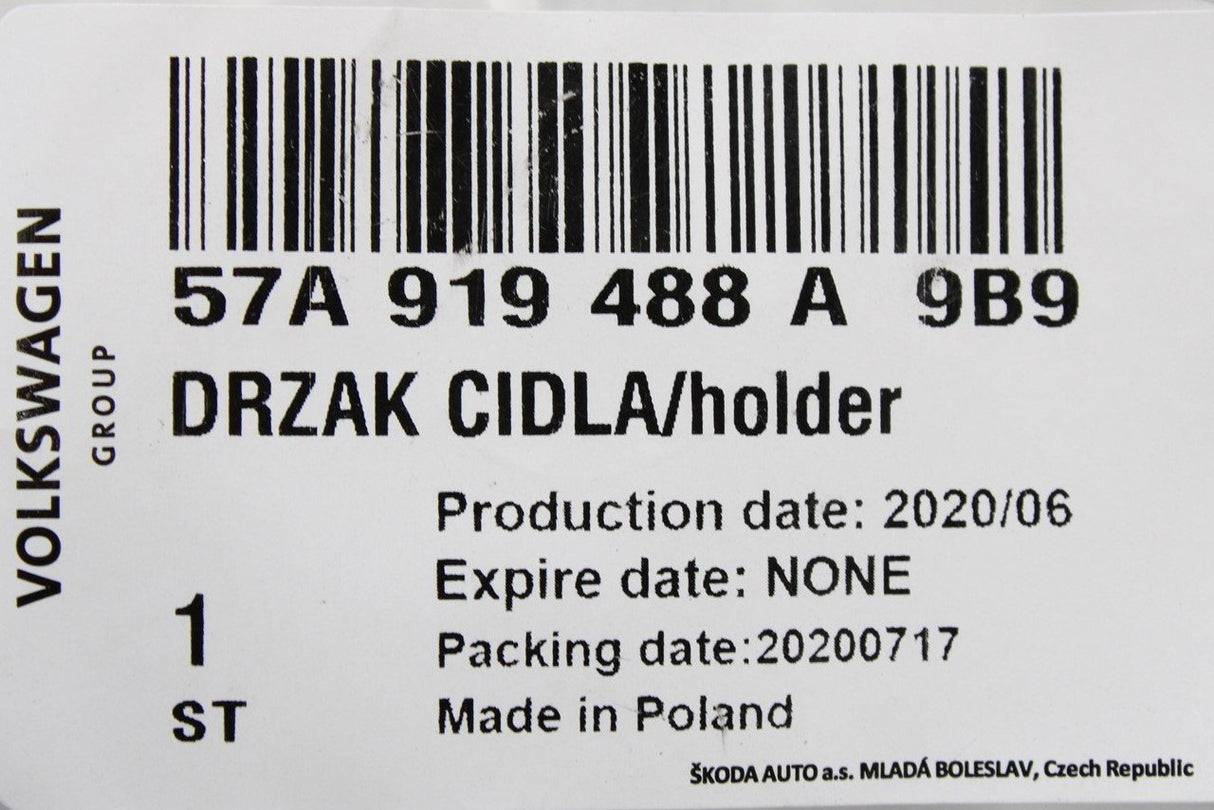 VOLKSWAGEN
GROUP
57A 919 488 A 9B9
DRZAK CIDLA/holder
Production date: 2020/06
Expire date: NONE
Packing date:20200717
Made in Poland
1
ST
ŠKODA AUTO a.s. MLADÁ BOLESLAV, Czech Republic